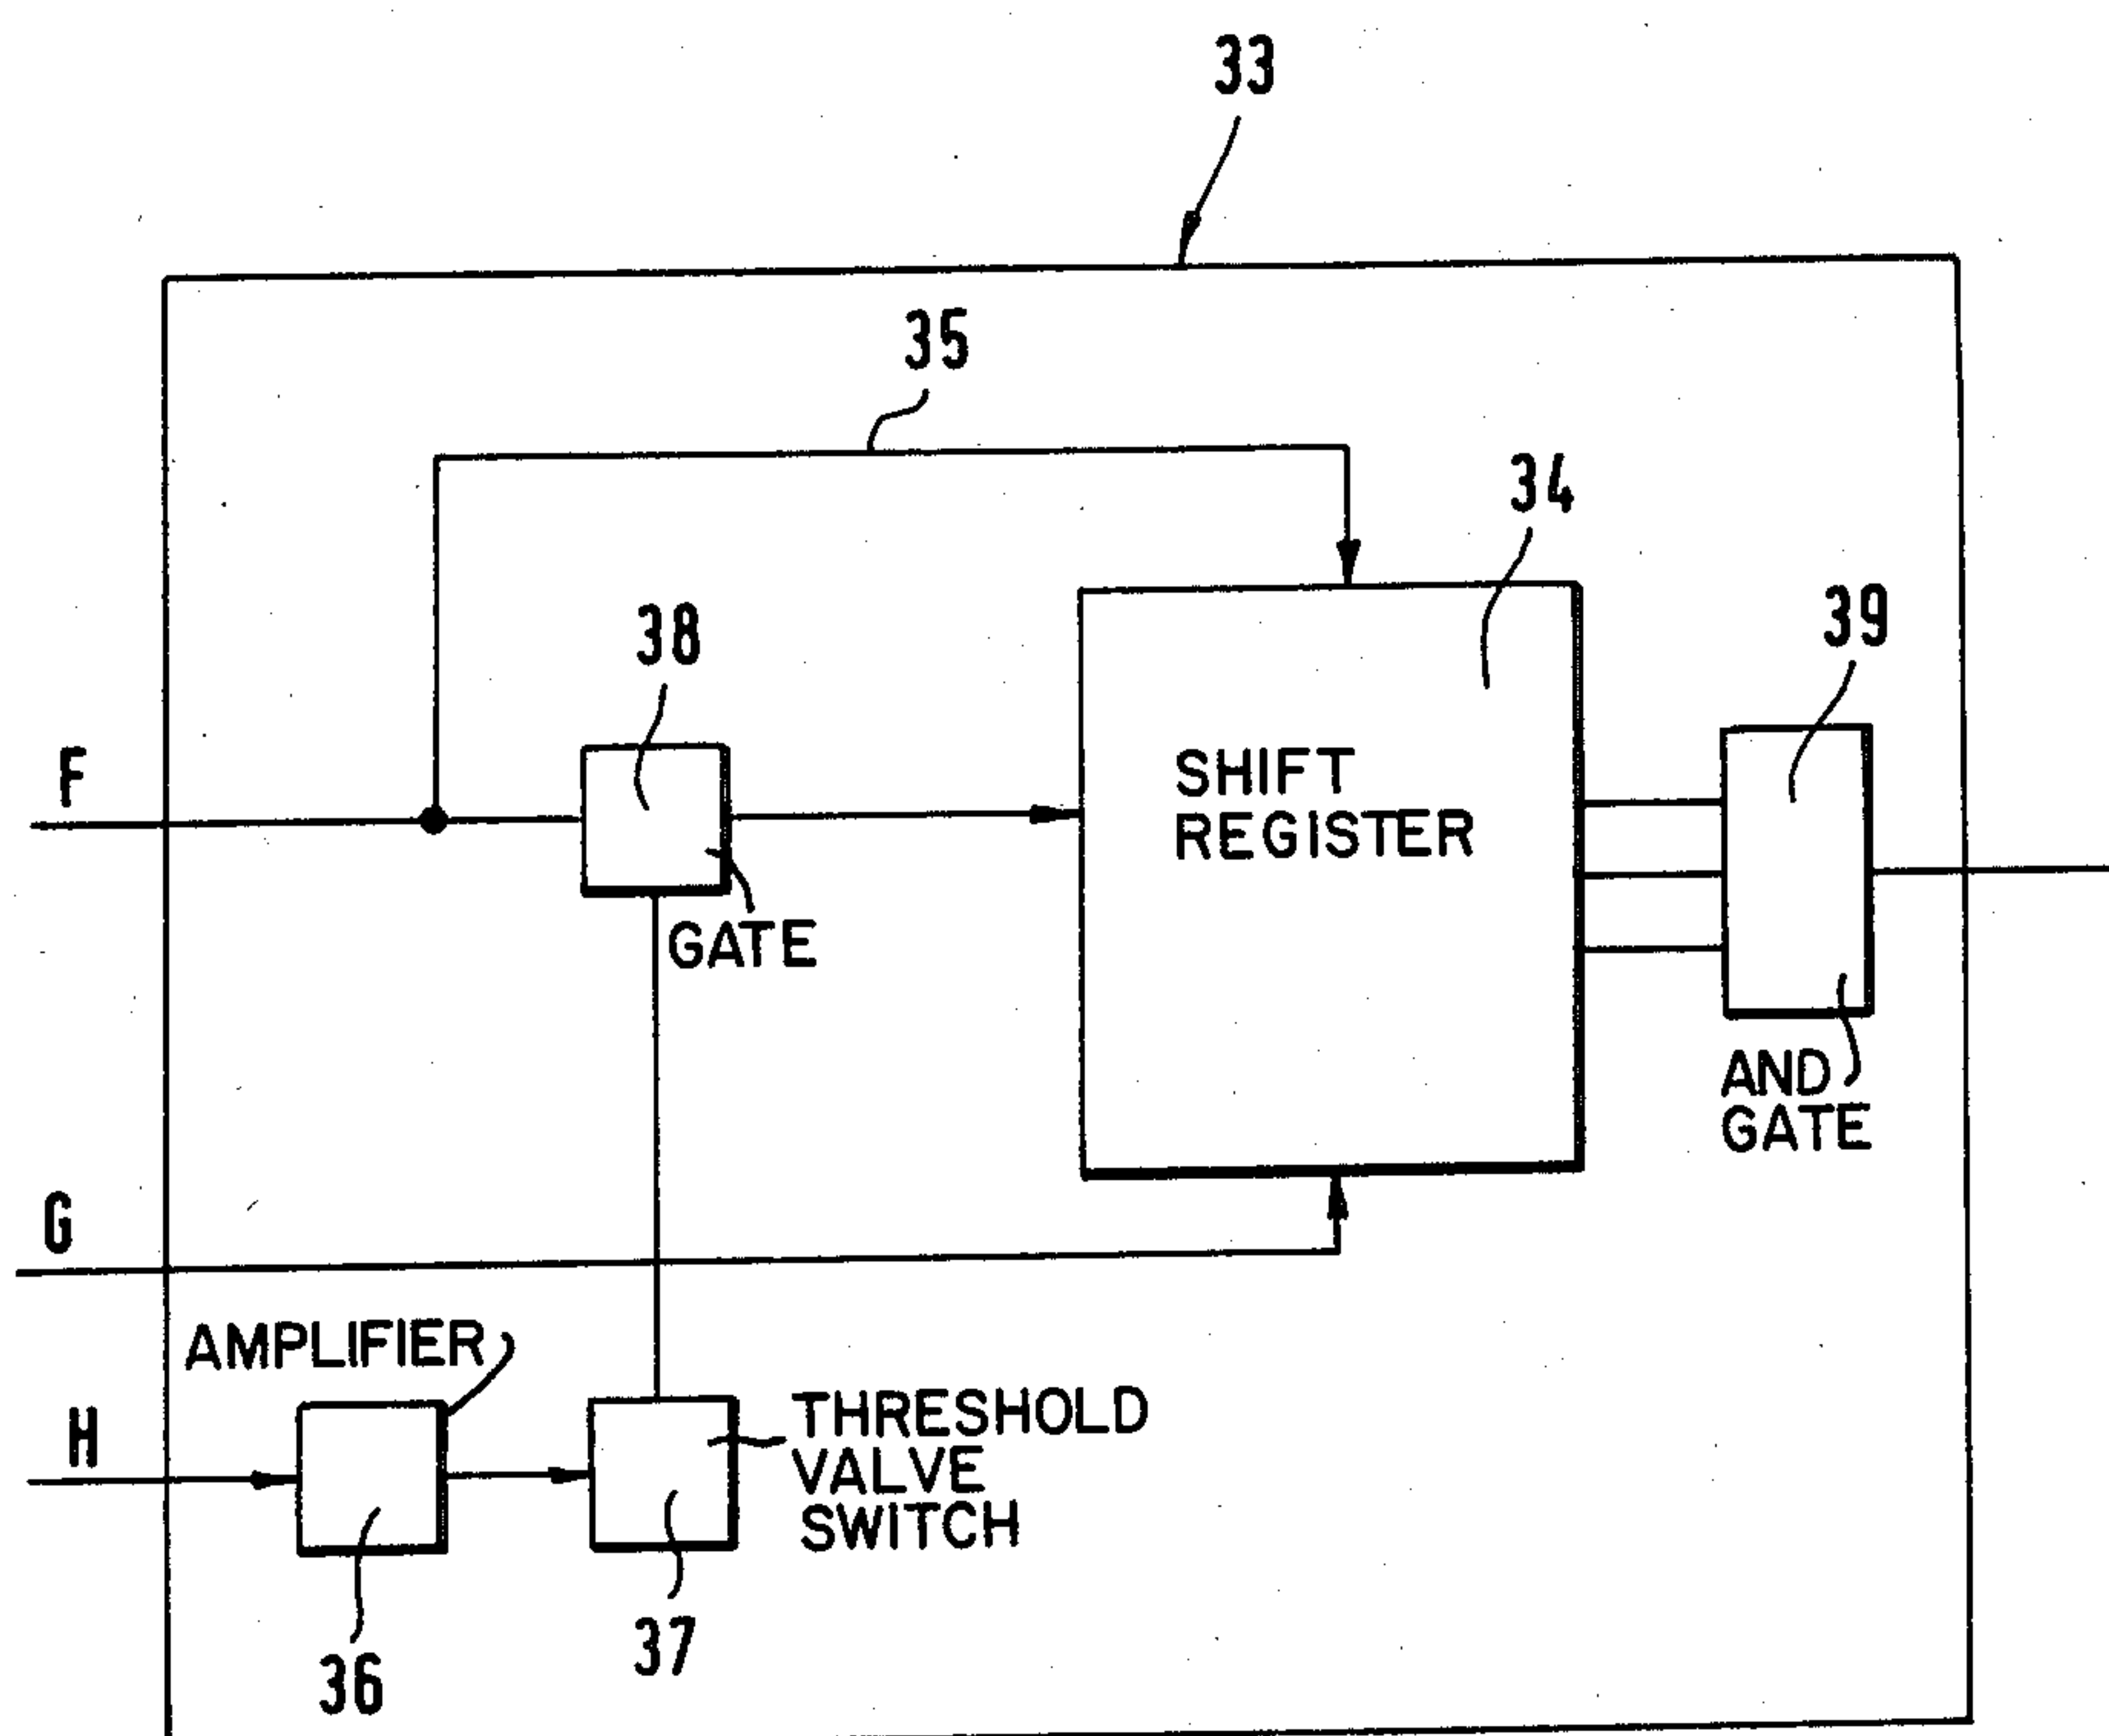 33
35
34
38
39
F
SHIFT
REGISTER
GATE
G
AND
GATE
AMPLIFIER
H
THRESHOLD
VALVE
SWITCH
36
37